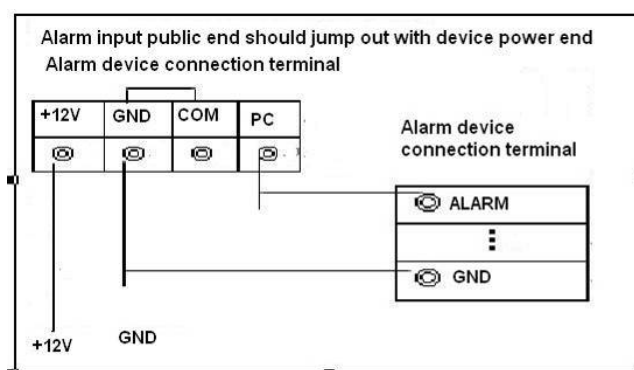 Alarm input public end should jump out with device power end
Alarm device connection terminal
+12V GND COM PC
Alarm device
connection terminal
ALARM
GND
+12V GND